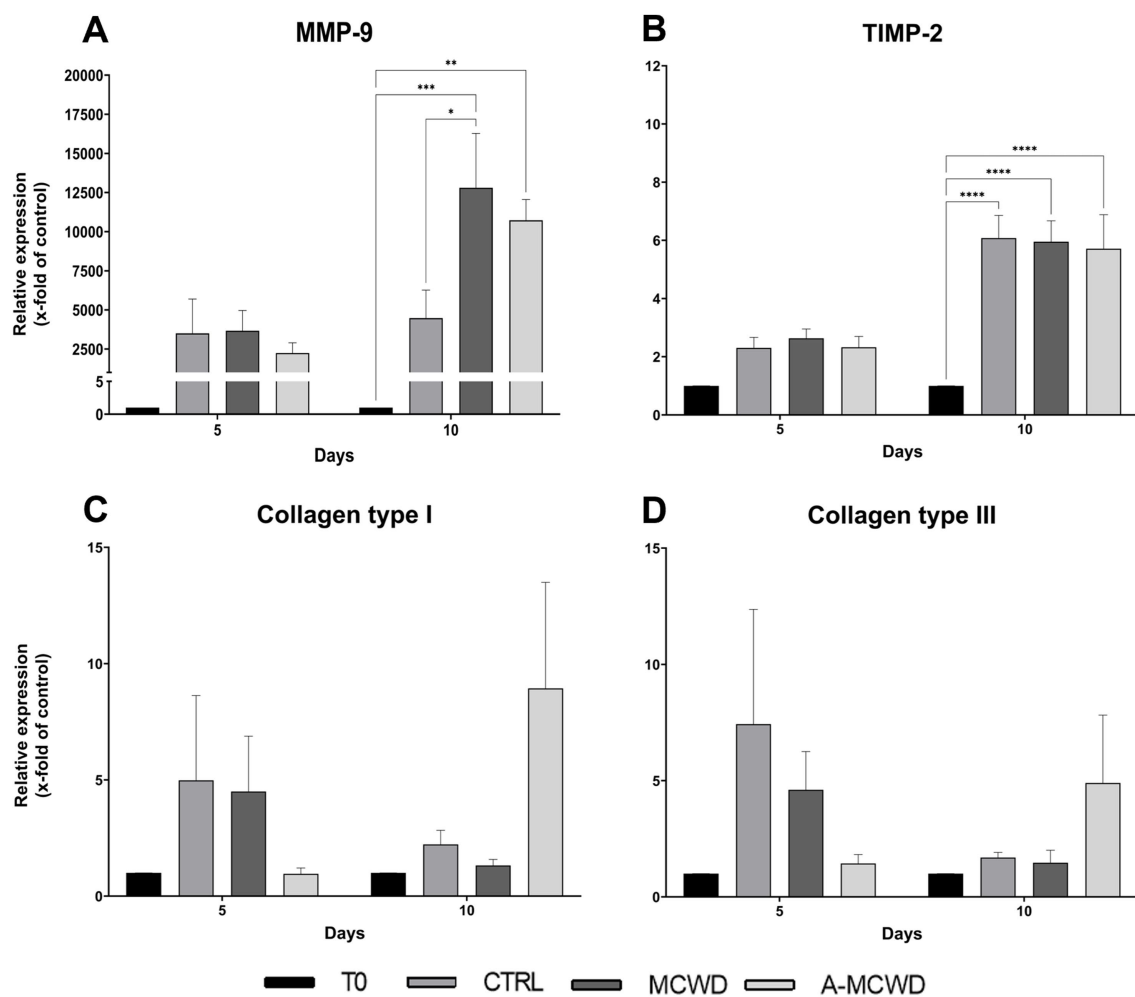 A
MMP-9
Relative expression
(x-fold of control)
20000
17500
15000
12500
10000
7500
5000
2500
5
0
**
***
*
5
10
Days
B
TIMP-2
12
10
8
6
4
2
0
****
****
****
5
10
Days
C
Collagen type I
Relative expression
(x-fold of control)
15
10
5
0
5
10
Days
D
Collagen type III
15
10
5
0
5
10
Days
T0 CTRL MCWD A-MCWD